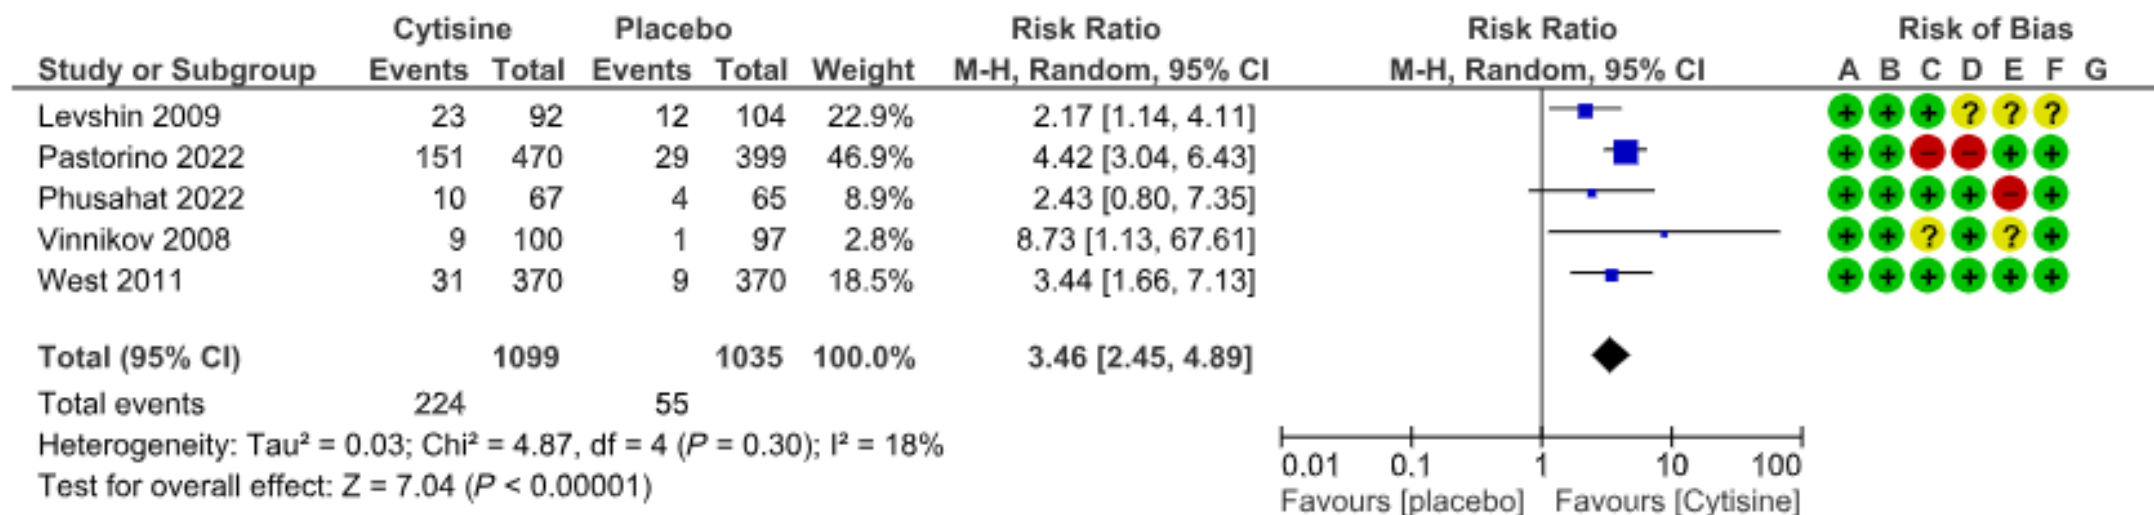 Cytisine Placebo Risk Ratio Risk Ratio Risk of Bias
Study or Subgroup Events Total Events Total Weight M-H, Random, 95% CI M-H, Random, 95% CI A B C D E F G
Levshin 2009 23 92 12 104 22.9% 2.17 [1.14, 4.11] + + + ? ? ?
Pastorino 2022 151 470 29 399 46.9% 4.42 [3.04, 6.43] + + − − + +
Phusahat 2022 10 67 4 65 8.9% 2.43 [0.80, 7.35] + + + + − +
Vinnikov 2008 9 100 1 97 2.8% 8.73 [1.13, 67.61] + + ? + ? +
West 2011 31 370 9 370 18.5% 3.44 [1.66, 7.13] + + + + + +
Total (95% CI) 1099 1035 100.0% 3.46 [2.45, 4.89]
Total events 224 55
Heterogeneity: Tau² = 0.03; Chi² = 4.87, df = 4 (P = 0.30); I² = 18%
Test for overall effect: Z = 7.04 (P < 0.00001)
0.01 0.1 1 10 100
Favours [placebo] Favours [Cytisine]